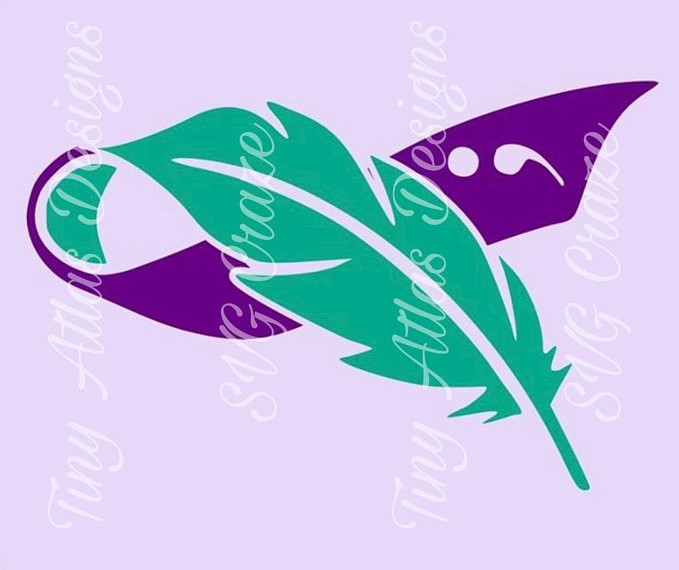 Tiny Atlas Designs
SVG Craze
Tiny Atlas Designs
SVG Craze
;